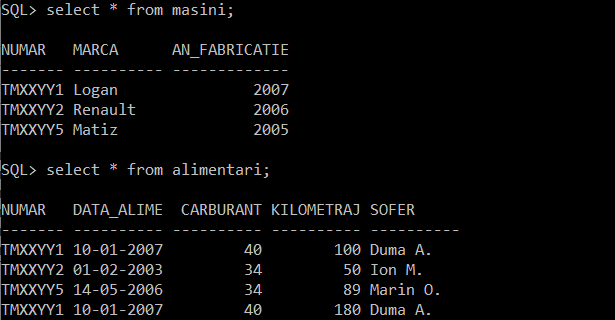 SQL> select * from masini;
NUMAR   MARCA      AN_FABRICATIE
------- ---------- -------------
TMXXYY1 Logan               2007
TMXXYY2 Renault             2006
TMXXYY5 Matiz               2005
SQL> select * from alimentari;
NUMAR   DATA_ALIME  CARBURANT KILOMETRAJ SOFER
------- ---------- ---------- ---------- ----------
TMXXYY1 10-01-2007         40        100 Duma A.
TMXXYY2 01-02-2003         34         50 Ion M.
TMXXYY5 14-05-2006         34         89 Marin O.
TMXXYY1 10-01-2007         40        180 Duma A.